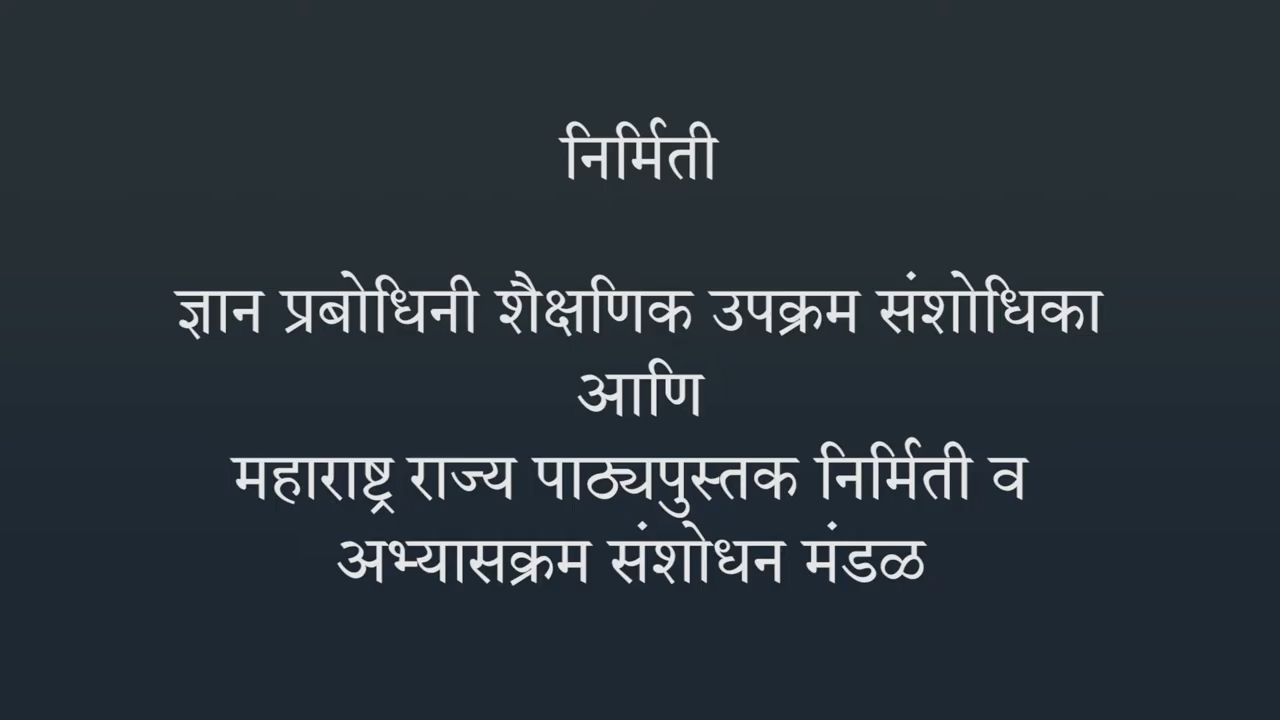 निर्मिती
ज्ञान प्रबोधिनी शैक्षणिक उपक्रम संशोधिका
आणि
महाराष्ट्र राज्य पाठ्यपुस्तक निर्मिती व
अभ्यासक्रम संशोधन मंडळ